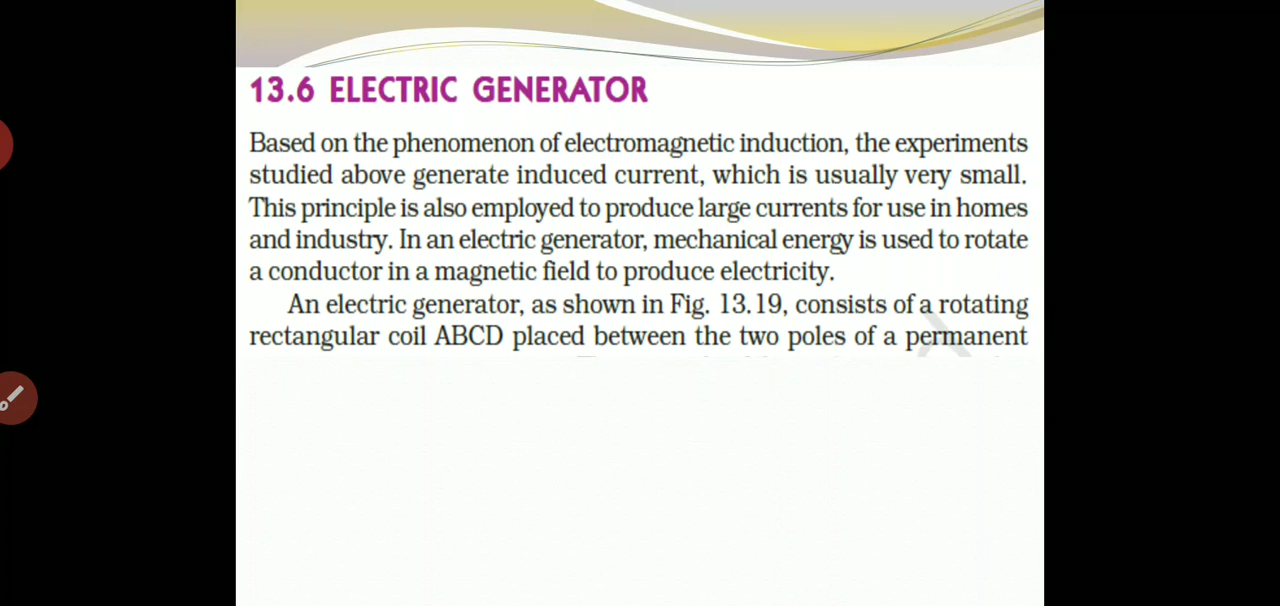 13.6 ELECTRIC GENERATOR
Based on the phenomenon of electromagnetic induction, the experiments
studied above generate induced current, which is usually very small.
This principle is also employed to produce large currents for use in homes
and industry. In an electric generator, mechanical energy is used to rotate
a conductor in a magnetic field to produce electricity.
An electric generator, as shown in Fig. 13.19, consists of a rotating
rectangular coil ABCD placed between the two poles of a permanent